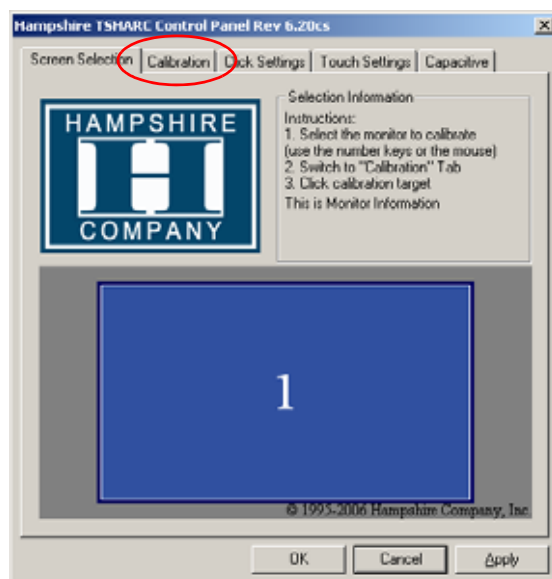 Hampshire TSHARC Control Panel Rev 6.20cs
Screen Selection Calibration Click Settings Touch Settings Capacitive
HAMPSHIRE
COMPANY
Selection Information
Instructions:
1. Select the monitor to calibrate
(use the number keys or the mouse)
2. Switch to "Calibration" Tab
3. Click calibration target
This is Monitor Information
1
© 1995-2006 Hampshire Company, Inc
OK Cancel Apply